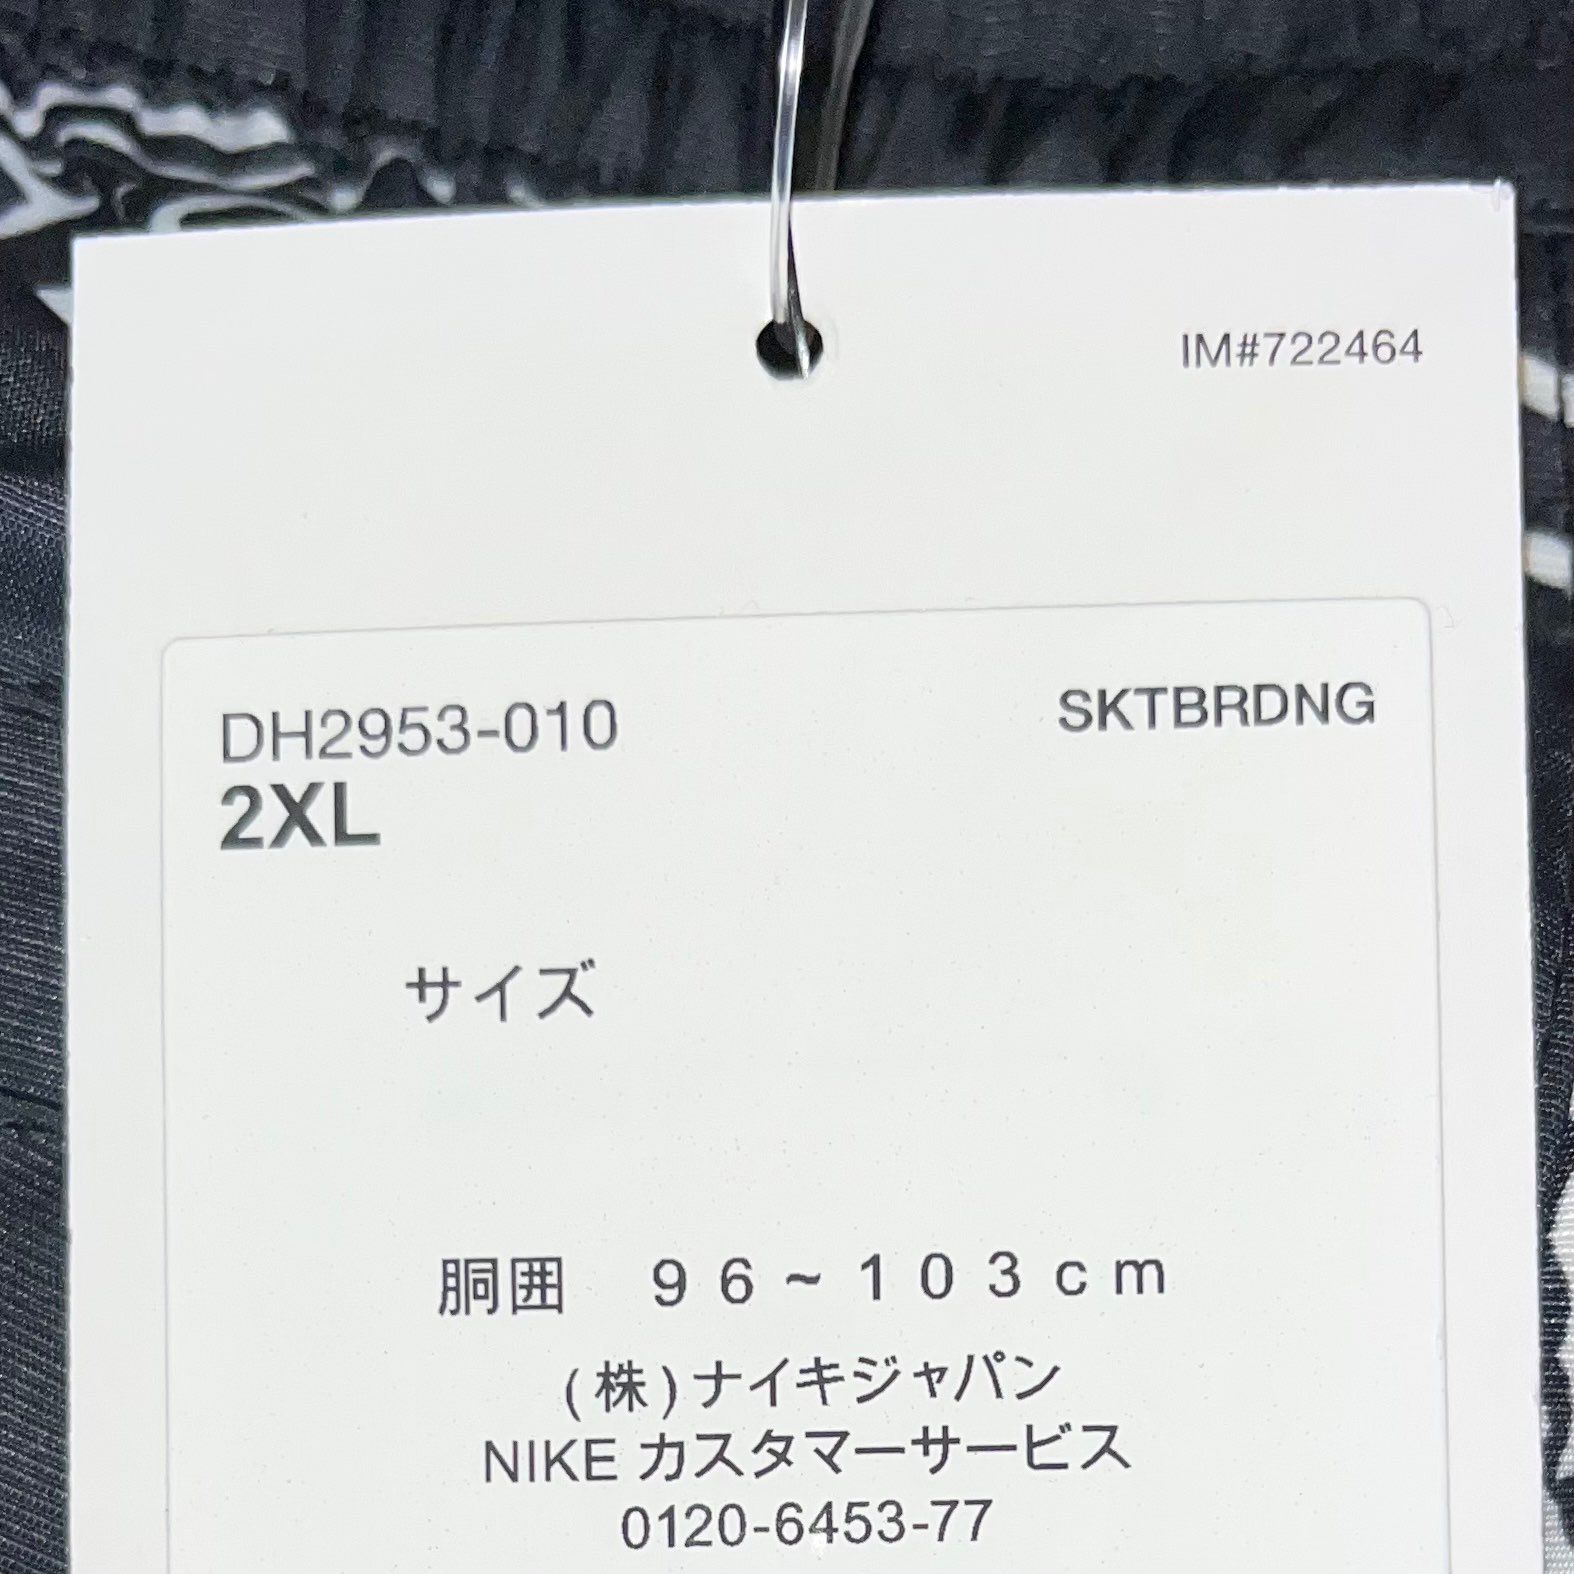 IM#722464
DH2953-010
SKTBRDNG
2XL
サイズ
胴囲　９６~１０３ｃｍ
(株)ナイキジャパン
NIKE カスタマーサービス
0120-6453-77